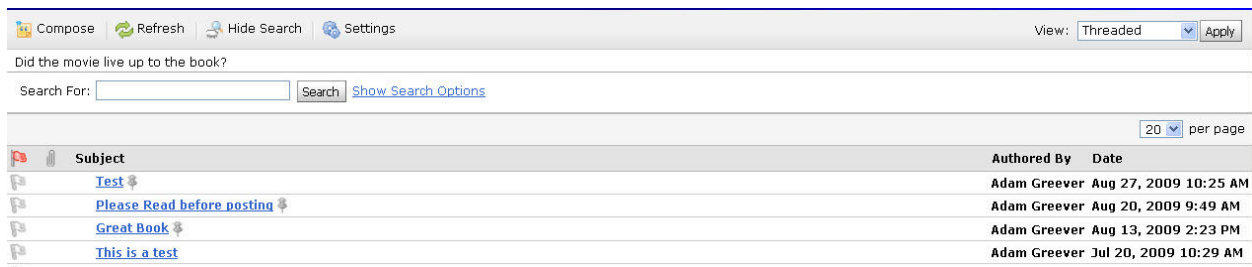 Compose Refresh Hide Search Settings View: Threaded Apply
Did the movie live up to the book?
Search For: Search Show Search Options
20 per page
Subject Authored By Date
Test Adam Greever Aug 27, 2009 10:25 AM
Please Read before posting Adam Greever Aug 20, 2009 9:49 AM
Great Book Adam Greever Aug 13, 2009 2:23 PM
This is a test Adam Greever Jul 20, 2009 10:29 AM